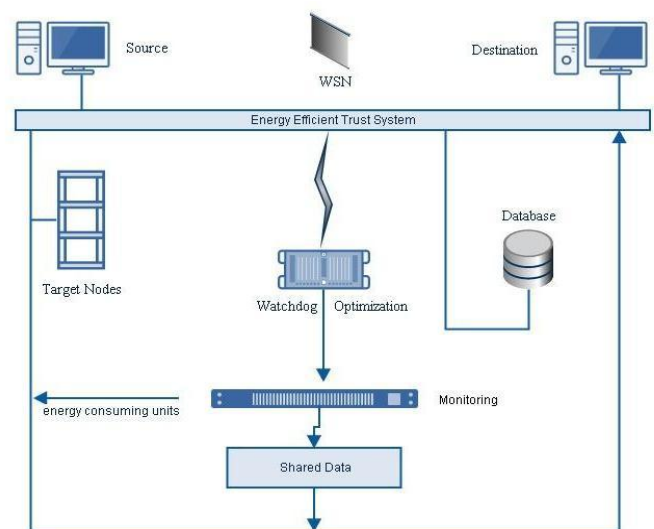 Source
WSN
Destination
Energy Efficient Trust System
Target Nodes
Database
Watchdog Optimization
energy consuming units
Monitoring
Shared Data